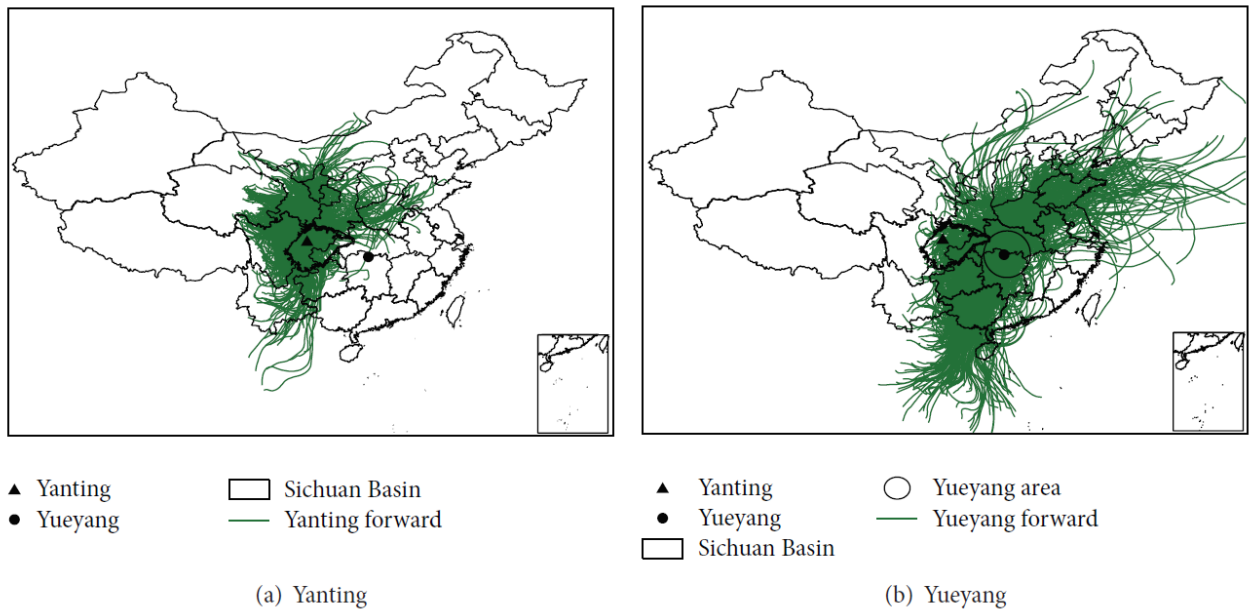 Yanting
Sichuan Basin
Yueyang
Yanting forward
(a) Yanting
Yanting
Yueyang area
Yueyang
Yueyang forward
Sichuan Basin
(b) Yueyang